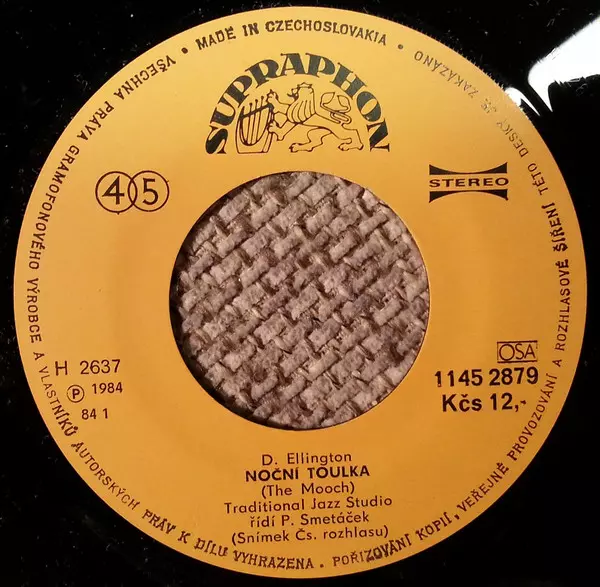 • MADE IN CZECHOSLOVAKIA •
VŠECHNA PRÁVA GRAMOFONOVÉHO VÝROBCE A VLASTNÍKŮ AUTORSKÝCH PRÁV K DÍLU VYHRAZENA. • POŘIZOVÁNÍ KOPIÍ, VEŘEJNÉ PROVOZOVÁNÍ A ROZHLASOVÉ ŠÍŘENÍ TÉTO DESKY JE ZAKÁZÁNO
SUPRAPHON
45
STEREO
H 2637
Ⓟ 1984
84 1
OSA
1145 2879
Kčs 12,-
D. Ellington
NOČNÍ TOULKA
(The Mooch)
Traditional Jazz Studio
řídí P. Smetáček
(Snímek Čs. rozhlasu)